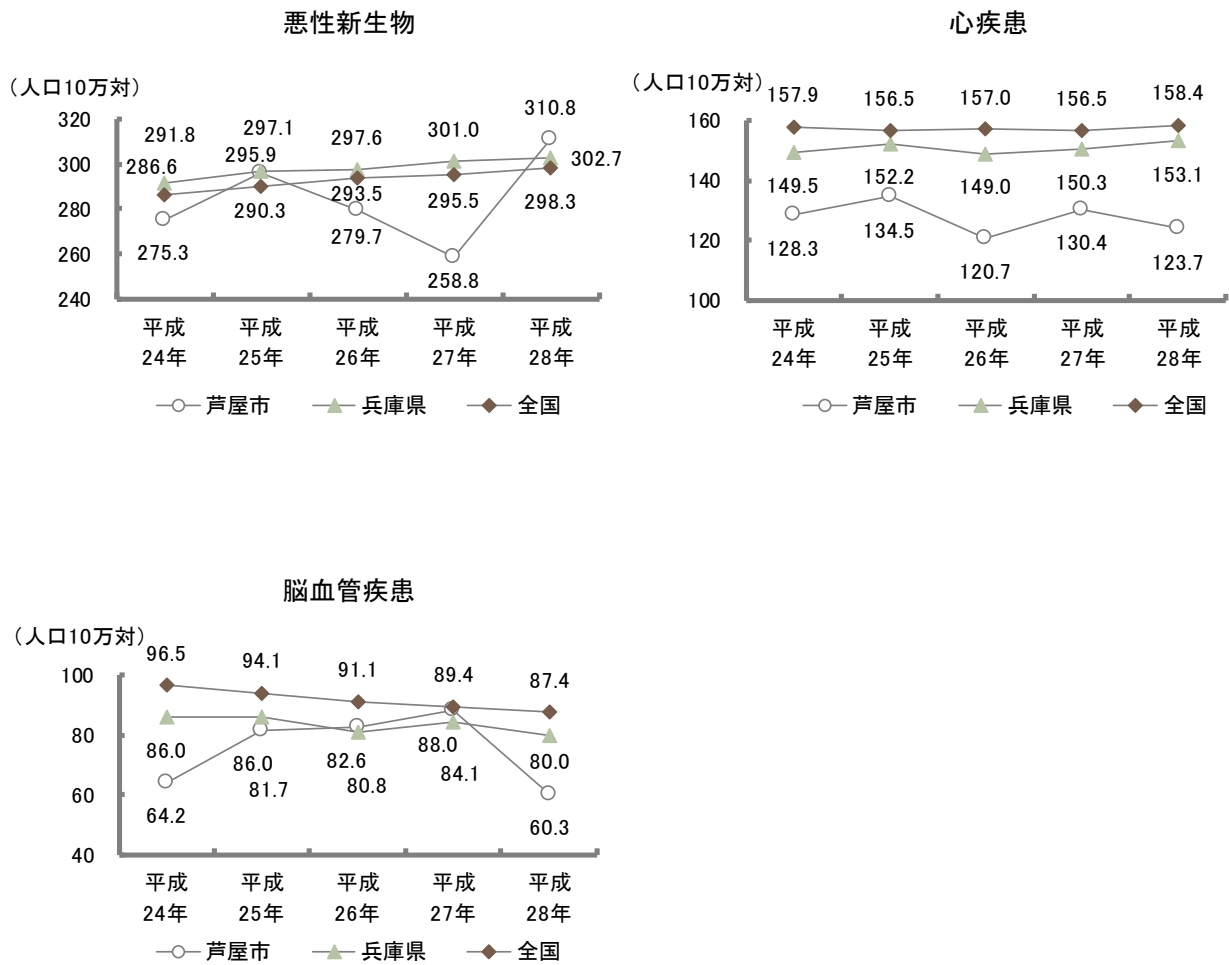 悪性新生物
（人口10万対）
320
300
280
260
240
291.8
297.1
297.6
301.0
310.8
286.6
295.9
302.7
275.3
290.3
293.5
279.7
295.5
258.8
298.3
平成 平成 平成 平成 平成
24年 25年 26年 27年 28年
芦屋市 兵庫県 全国
心疾患
（人口10万対）
160
140
120
100
157.9 156.5 157.0 156.5 158.4
149.5 152.2 149.0 150.3 153.1
128.3 134.5 120.7 130.4 123.7
平成 平成 平成 平成 平成
24年 25年 26年 27年 28年
芦屋市 兵庫県 全国
脳血管疾患
（人口10万対）
100
80
60
40
96.5 94.1 91.1 89.4 87.4
86.0 86.0 82.6 88.0 80.0
64.2 81.7 80.8 84.1 60.3
平成 平成 平成 平成 平成
24年 25年 26年 27年 28年
芦屋市 兵庫県 全国